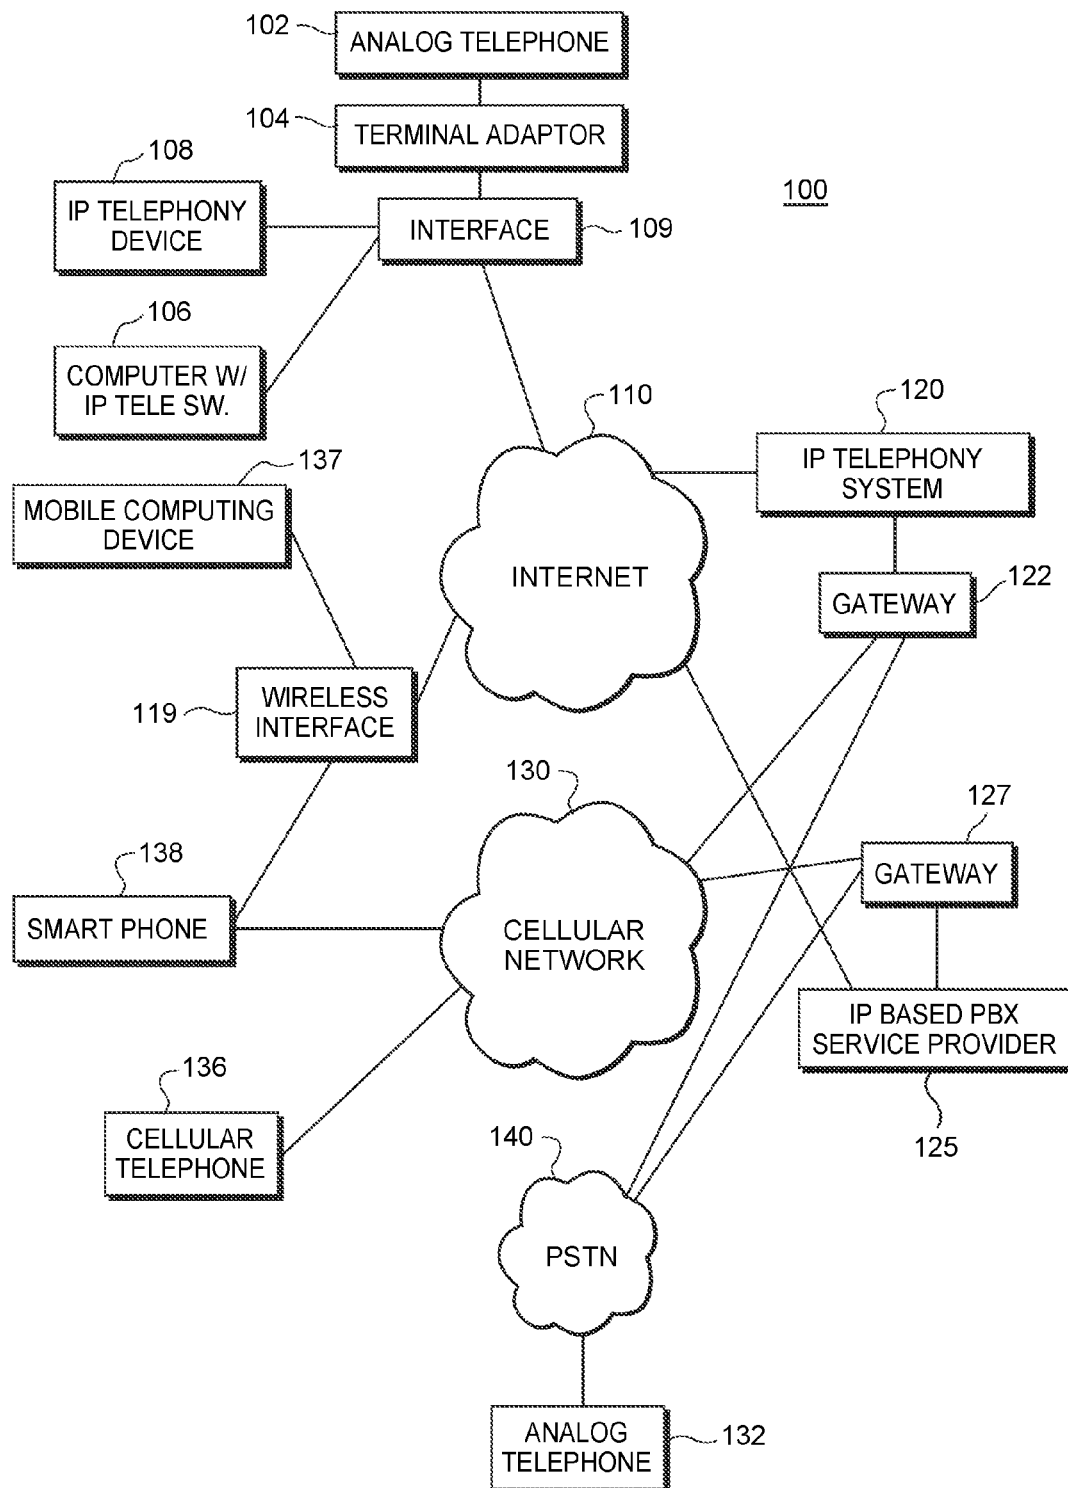 102
ANALOG TELEPHONE
104
TERMINAL ADAPTOR
108
IP TELEPHONY
DEVICE
INTERFACE
109
100
106
COMPUTER W/
IP TELE SW.
110
120
IP TELEPHONY
SYSTEM
137
MOBILE COMPUTING
DEVICE
INTERNET
GATEWAY
122
119
WIRELESS
INTERFACE
130
127
GATEWAY
138
SMART PHONE
CELLULAR
NETWORK
IP BASED PBX
SERVICE PROVIDER
125
136
CELLULAR
TELEPHONE
140
PSTN
ANALOG
TELEPHONE
132